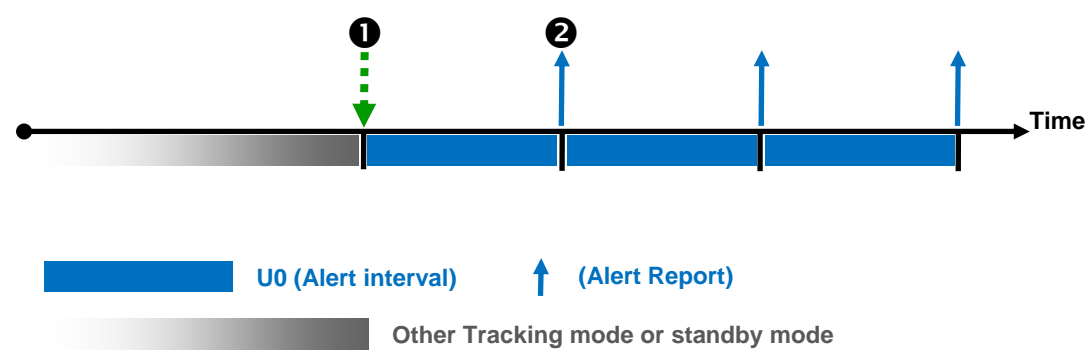 ❶ ❷
Time
U0 (Alert interval) (Alert Report)
Other Tracking mode or standby mode